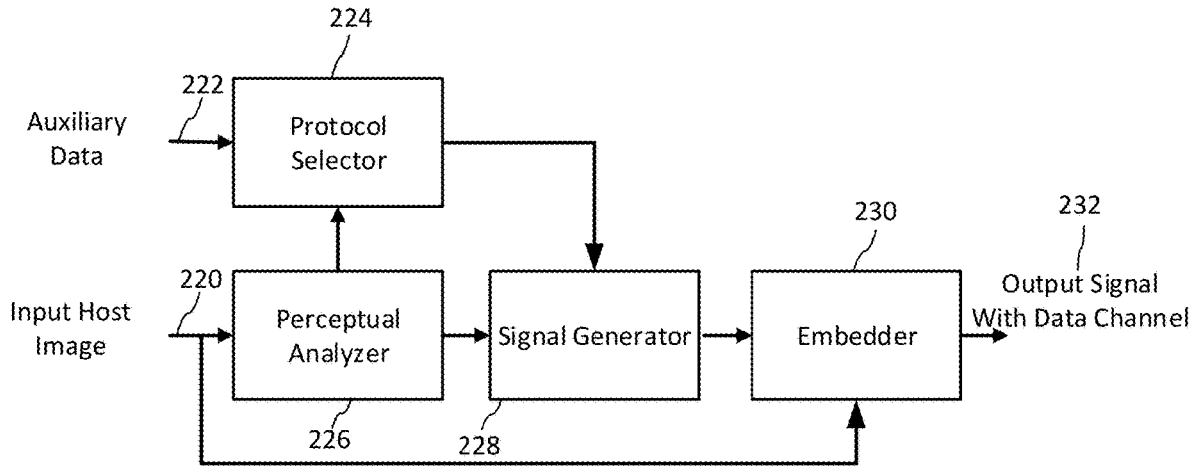 224
222
Auxiliary
Data
Protocol
Selector
230
232
220
Input Host
Image
Perceptual
Analyzer
Signal Generator
Embedder
Output Signal
With Data Channel
226
228